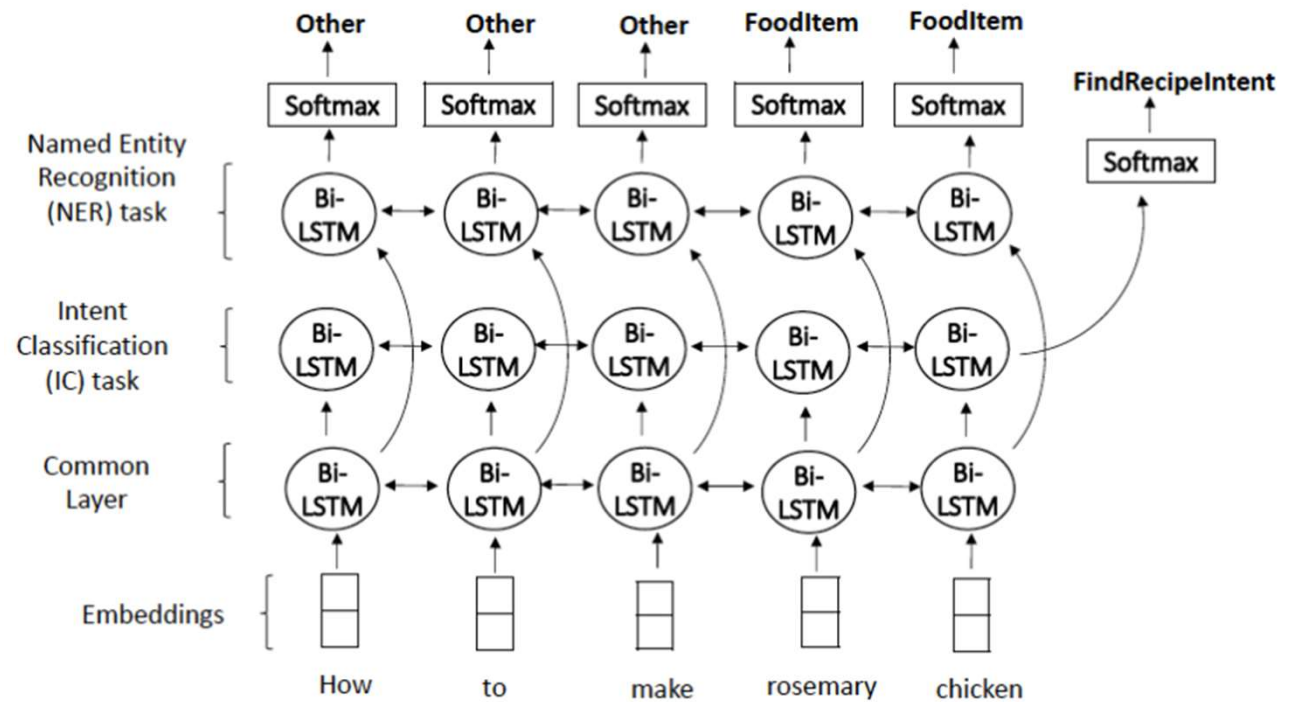 Other Other Other FoodItem FoodItem
FindRecipeIntent
Softmax Softmax Softmax Softmax Softmax
Softmax
Named Entity
Recognition
(NER) task
Bi- Bi- Bi- Bi- Bi-
LSTM LSTM LSTM LSTM LSTM
Intent
Classification
(IC) task
Bi- Bi- Bi- Bi- Bi-
LSTM LSTM LSTM LSTM LSTM
Common
Layer
Bi- Bi- Bi- Bi- Bi-
LSTM LSTM LSTM LSTM LSTM
Embeddings
How to make rosemary chicken